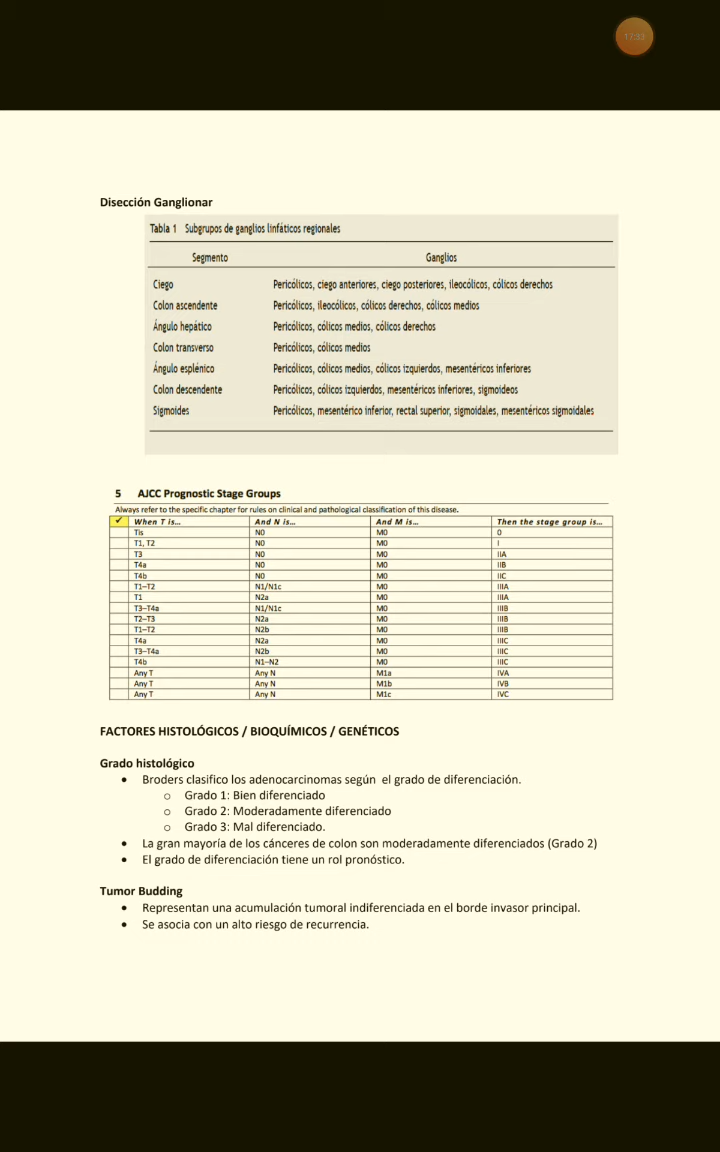 17:33
Disección Ganglionar
Tabla 1 Subgrupos de ganglios linfáticos regionales
Segmento Ganglios
Ciego Pericólicos, ciego anteriores, ciego posteriores, ileocólicos, cólicos derechos
Colon ascendente Pericólicos, ileocólicos, cólicos derechos, cólicos medios
Ángulo hepático Pericólicos, cólicos medios, cólicos derechos
Colon transverso Pericólicos, cólicos medios
Ángulo esplénico Pericólicos, cólicos medios, cólicos izquierdos, mesentéricos inferiores
Colon descendente Pericólicos, cólicos izquierdos, mesentéricos inferiores, sigmoideos
Sigmoides Pericólicos, mesentérico inferior, rectal superior, sigmoidales, mesentéricos sigmoidales
5 AJCC Prognostic Stage Groups
Always refer to the specific chapter for rules on clinical and pathological classification of this disease.
✓ When T is... And N is... And M is... Then the stage group is...
Tis N0 M0 0
T1, T2 N0 M0 I
T3 N0 M0 IIA
T4a N0 M0 IIB
T4b N0 M0 IIC
T1–T2 N1/N1c M0 IIIA
T1 N2a M0 IIIA
T3–T4a N1/N1c M0 IIIB
T2–T3 N2a M0 IIIB
T1–T2 N2b M0 IIIB
T4a N2a M0 IIIC
T3–T4a N2b M0 IIIC
T4b N1–N2 M0 IIIC
Any T Any N M1a IVA
Any T Any N M1b IVB
Any T Any N M1c IVC
FACTORES HISTOLÓGICOS / BIOQUÍMICOS / GENÉTICOS
Grado histológico
• Broders clasifico los adenocarcinomas según el grado de diferenciación.
o Grado 1: Bien diferenciado
o Grado 2: Moderadamente diferenciado
o Grado 3: Mal diferenciado.
• La gran mayoría de los cánceres de colon son moderadamente diferenciados (Grado 2)
• El grado de diferenciación tiene un rol pronóstico.
Tumor Budding
• Representan una acumulación tumoral indiferenciada en el borde invasor principal.
• Se asocia con un alto riesgo de recurrencia.